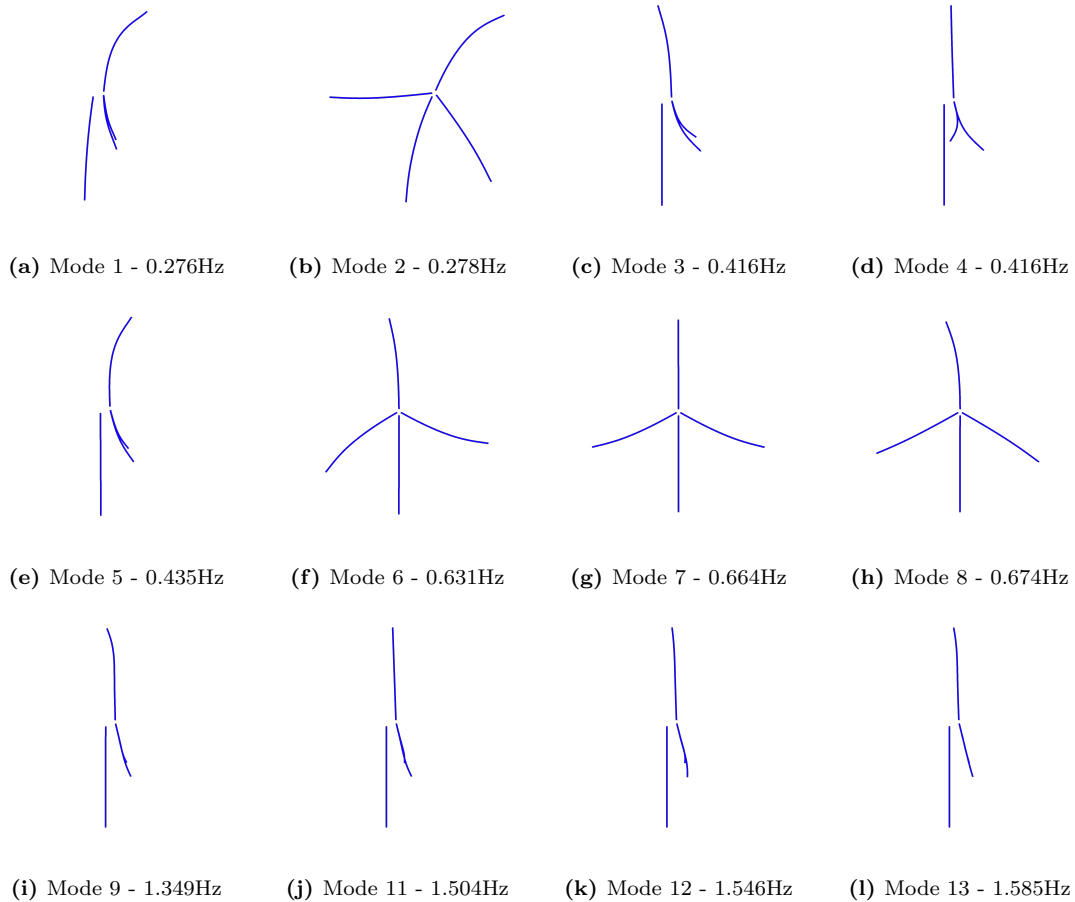 (a) Mode 1 - 0.276Hz
(b) Mode 2 - 0.278Hz
(c) Mode 3 - 0.416Hz
(d) Mode 4 - 0.416Hz
(e) Mode 5 - 0.435Hz
(f) Mode 6 - 0.631Hz
(g) Mode 7 - 0.664Hz
(h) Mode 8 - 0.674Hz
(i) Mode 9 - 1.349Hz
(j) Mode 11 - 1.504Hz
(k) Mode 12 - 1.546Hz
(l) Mode 13 - 1.585Hz